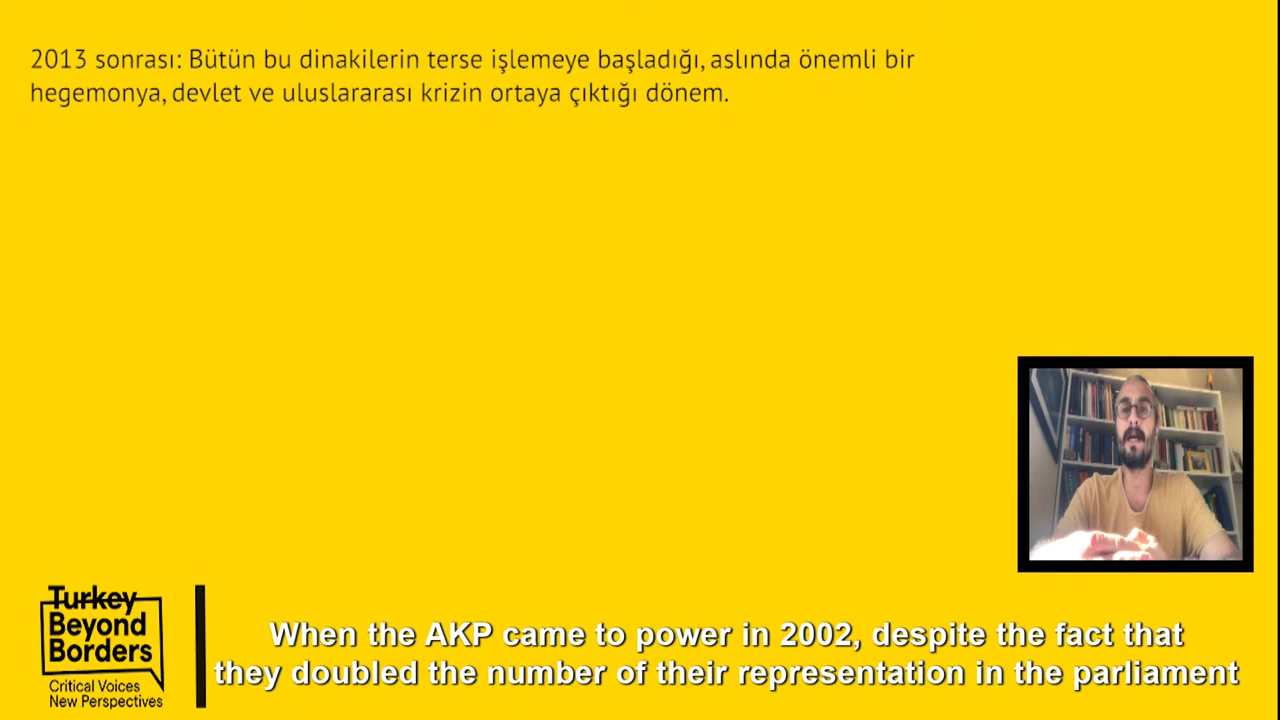 2013 sonrası: Bütün bu dinakilerin terse işlemeye başladığı, aslında önemli bir
hegemonya, devlet ve uluslararası krizin ortaya çıktığı dönem.
Turkey
Beyond
Borders
Critical Voices
New Perspectives
When the AKP came to power in 2002, despite the fact that
they doubled the number of their representation in the parliament